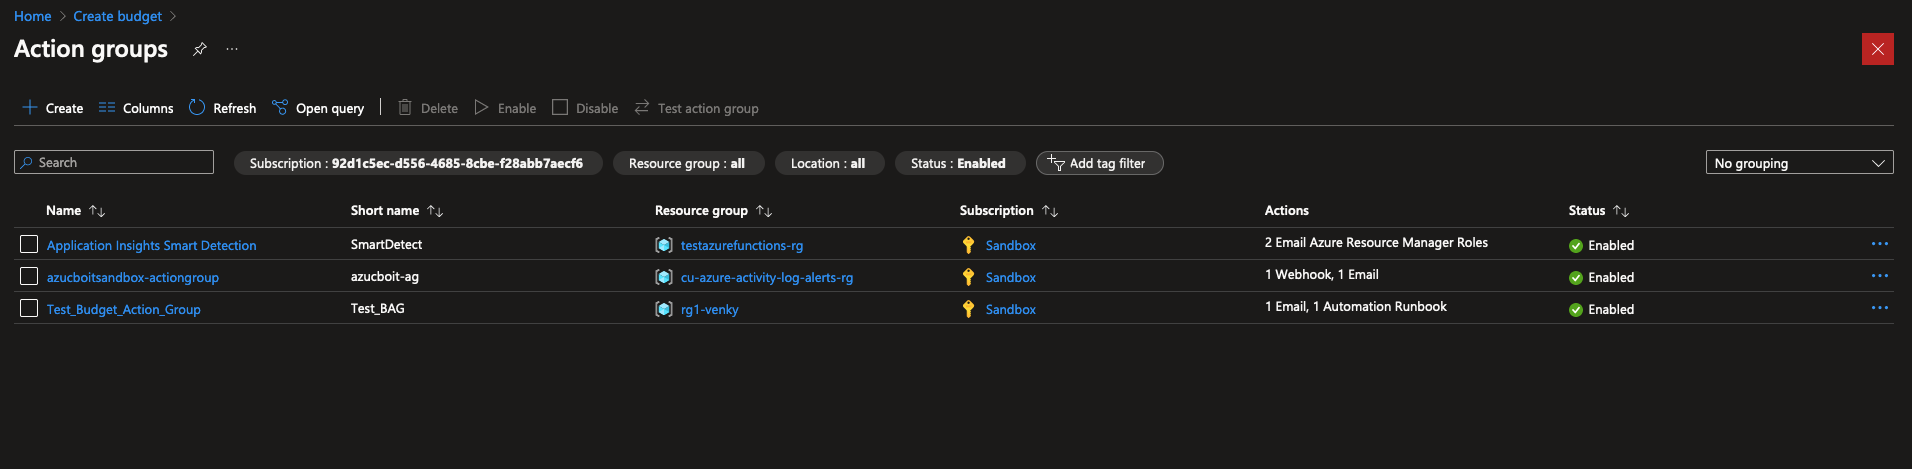 Home > Create budget >
Action groups
Create Columns Refresh Open query Delete Enable Disable Test action group
Search Subscription : 92d1c5ec-d556-4685-8cbe-f28abb7aecf6 Resource group : all Location : all Status : Enabled Add tag filter No grouping
Name Short name Resource group Subscription Actions Status
Application Insights Smart Detection SmartDetect testazurefunctions-rg Sandbox 2 Email Azure Resource Manager Roles Enabled
azucboitsandbox-actiongroup azucboit-ag cu-azure-activity-log-alerts-rg Sandbox 1 Webhook, 1 Email Enabled
Test_Budget_Action_Group Test_BAG rg1-venky Sandbox 1 Email, 1 Automation Runbook Enabled